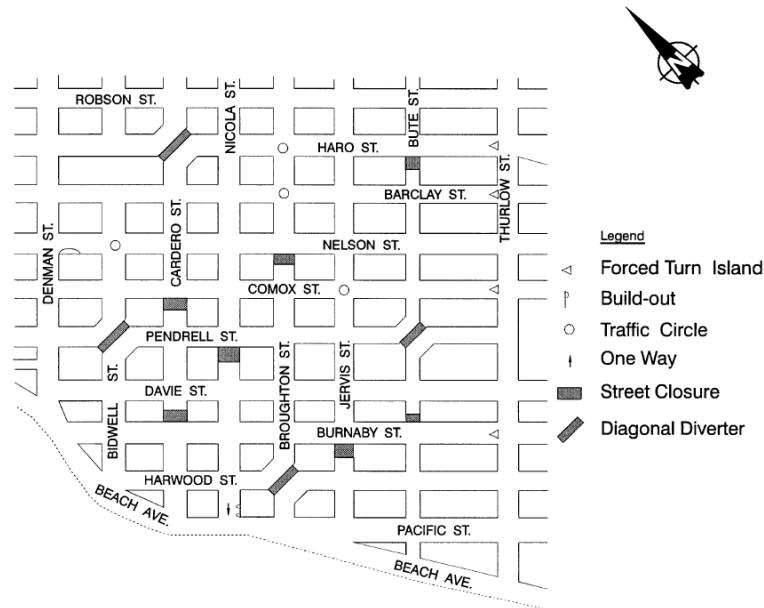 N
ROBSON ST.
NICOLA ST.
BUTE ST.
HARO ST.
THURLOW ST.
BARCLAY ST.
CARDERO ST.
DENMAN ST.
NELSON ST.
COMOX ST.
PENDRELL ST.
BROUGHTON ST.
JERVIS ST.
BIDWELL ST.
DAVIE ST.
BURNABY ST.
HARWOOD ST.
BEACH AVE.
PACIFIC ST.
BEACH AVE.
Legend
Forced Turn Island
Build-out
Traffic Circle
One Way
Street Closure
Diagonal Diverter